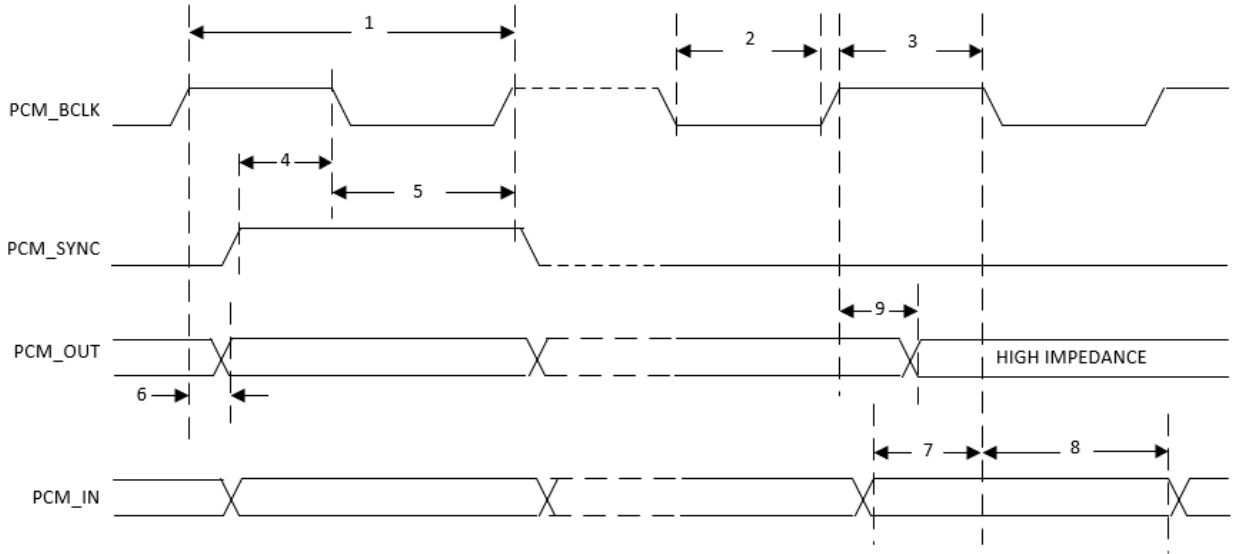 1
2
3
PCM_BCLK
4
5
PCM_SYNC
9
PCM_OUT
HIGH IMPEDANCE
6
7
8
PCM_IN